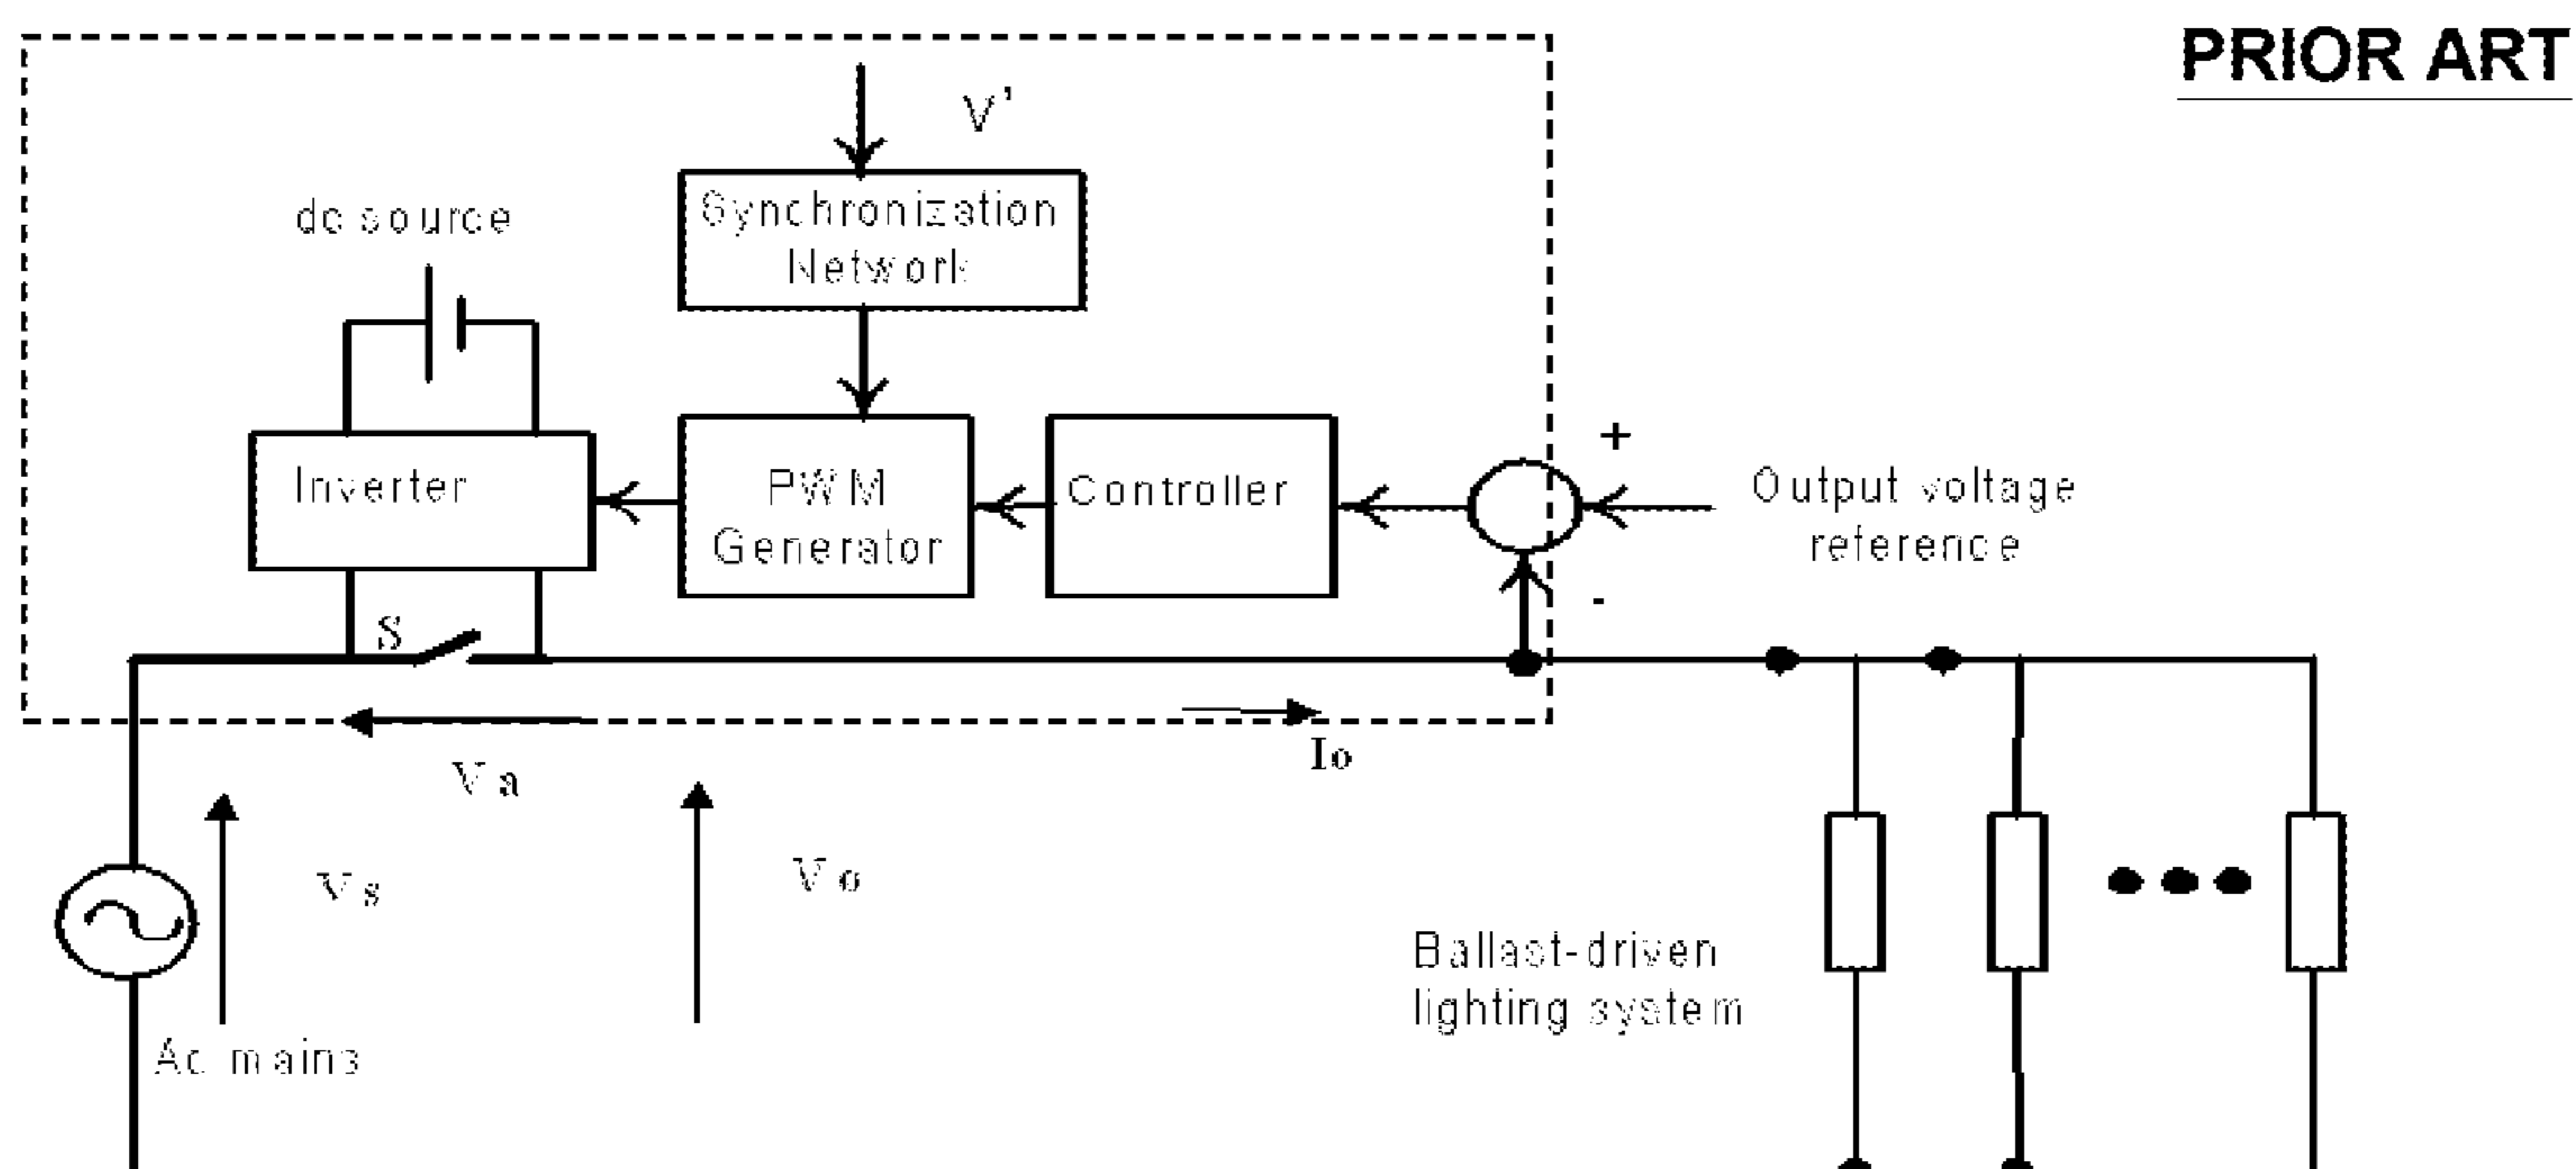 PRIOR ART
V'
Synchronization
Network
dc source
Inverter
PWM
Generator
Controller
+
Output voltage
reference
-
S
Va
Io
Vs
Vo
Ballast-driven
lighting system
Ac mains